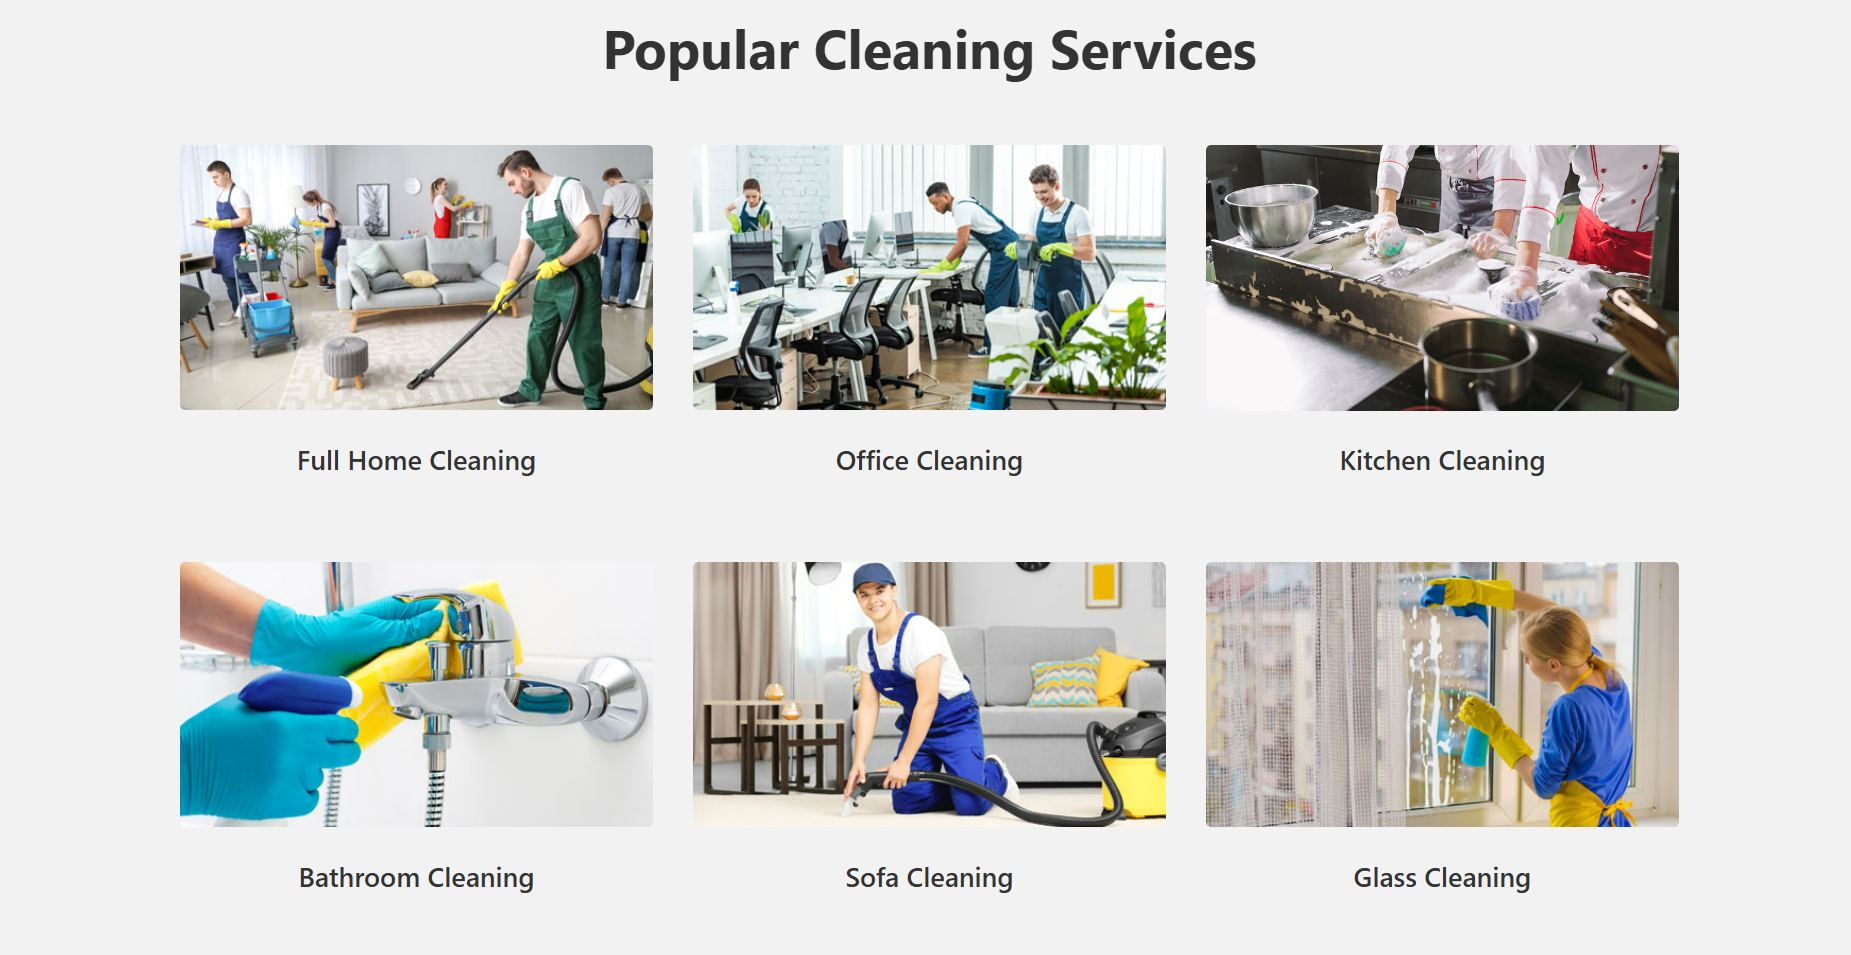 Popular Cleaning Services
Full Home Cleaning
Office Cleaning
Kitchen Cleaning
Bathroom Cleaning
Sofa Cleaning
Glass Cleaning